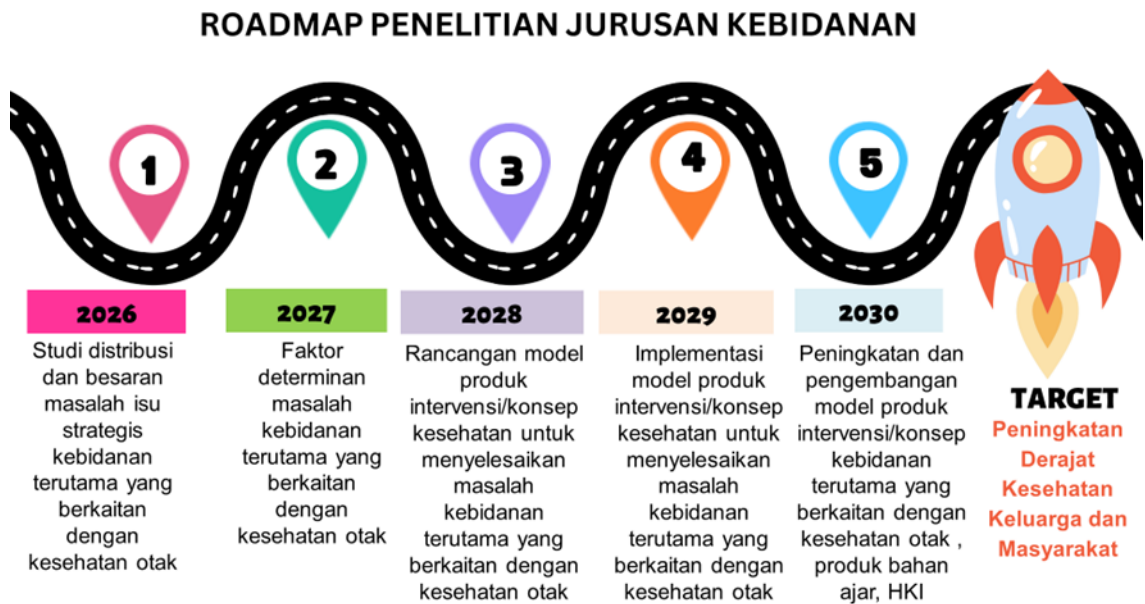 ROADMAP PENELITIAN JURUSAN KEBIDANAN
1
2
3
4
5
2026
Studi distribusi
dan besaran
masalah isu
strategis
kebidanan
terutama yang
berkaitan
dengan
kesehatan otak
2027
Faktor
determinan
masalah
kebidanan
terutama yang
berkaitan
dengan
kesehatan otak
2028
Rancangan model
produk
intervensi/konsep
kesehatan untuk
menyelesaikan
masalah
kebidanan
terutama yang
berkaitan dengan
kesehatan otak
2029
Implementasi
model produk
intervensi/konsep
kesehatan untuk
menyelesaikan
masalah
kebidanan
terutama yang
berkaitan dengan
kesehatan otak
2030
Peningkatan dan
pengembangan
model produk
intervensi/konsep
kebidanan
terutama yang
berkaitan dengan
kesehatan otak ,
produk bahan
ajar, HKI
TARGET
Peningkatan
Derajat
Kesehatan
Keluarga dan
Masyarakat